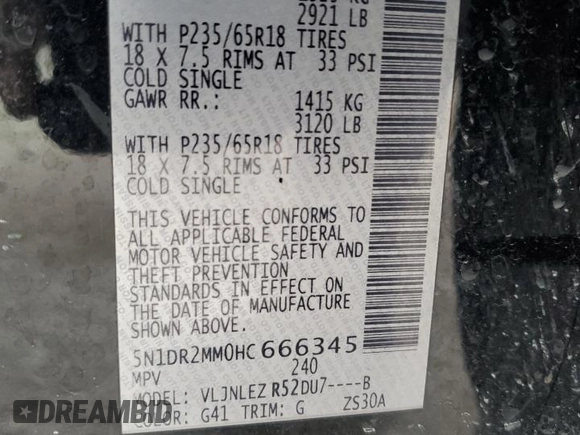 2921 LB
WITH P235/65R18 TIRES
18 X 7.5 RIMS AT 33 PSI
COLD SINGLE
GAWR RR.: 1415 KG
3120 LB
WITH P235/65R18 TIRES
18 X 7.5 RIMS AT 33 PSI
COLD SINGLE
THIS VEHICLE CONFORMS TO
ALL APPLICABLE FEDERAL
MOTOR VEHICLE SAFETY AND
THEFT PREVENTION
STANDARDS IN EFFECT ON
THE DATE OF MANUFACTURE
SHOWN ABOVE.
5N1DR2MM0HC666345
MPV 240
MODEL: VLJNLEZ R52DU7----B
COLOR: G41 TRIM: G ZS30A
DREAMBID